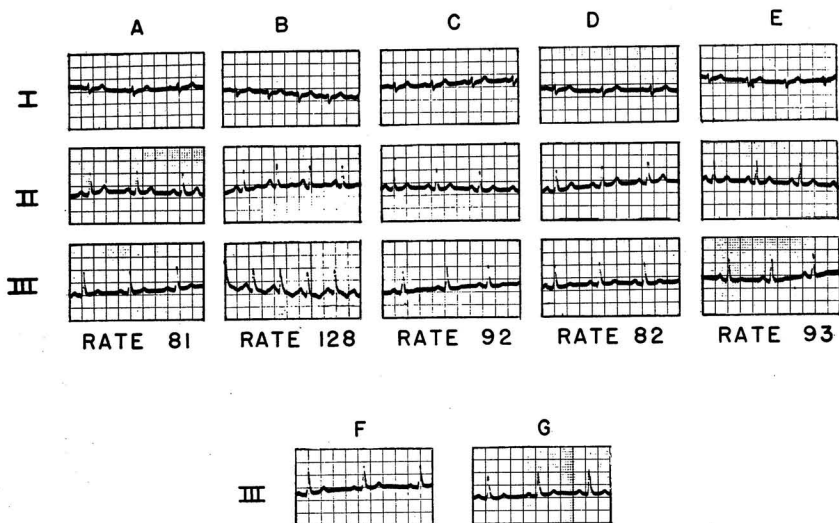 A B C D E
I
II
III
RATE 81 RATE 128 RATE 92 RATE 82 RATE 93
F G
III